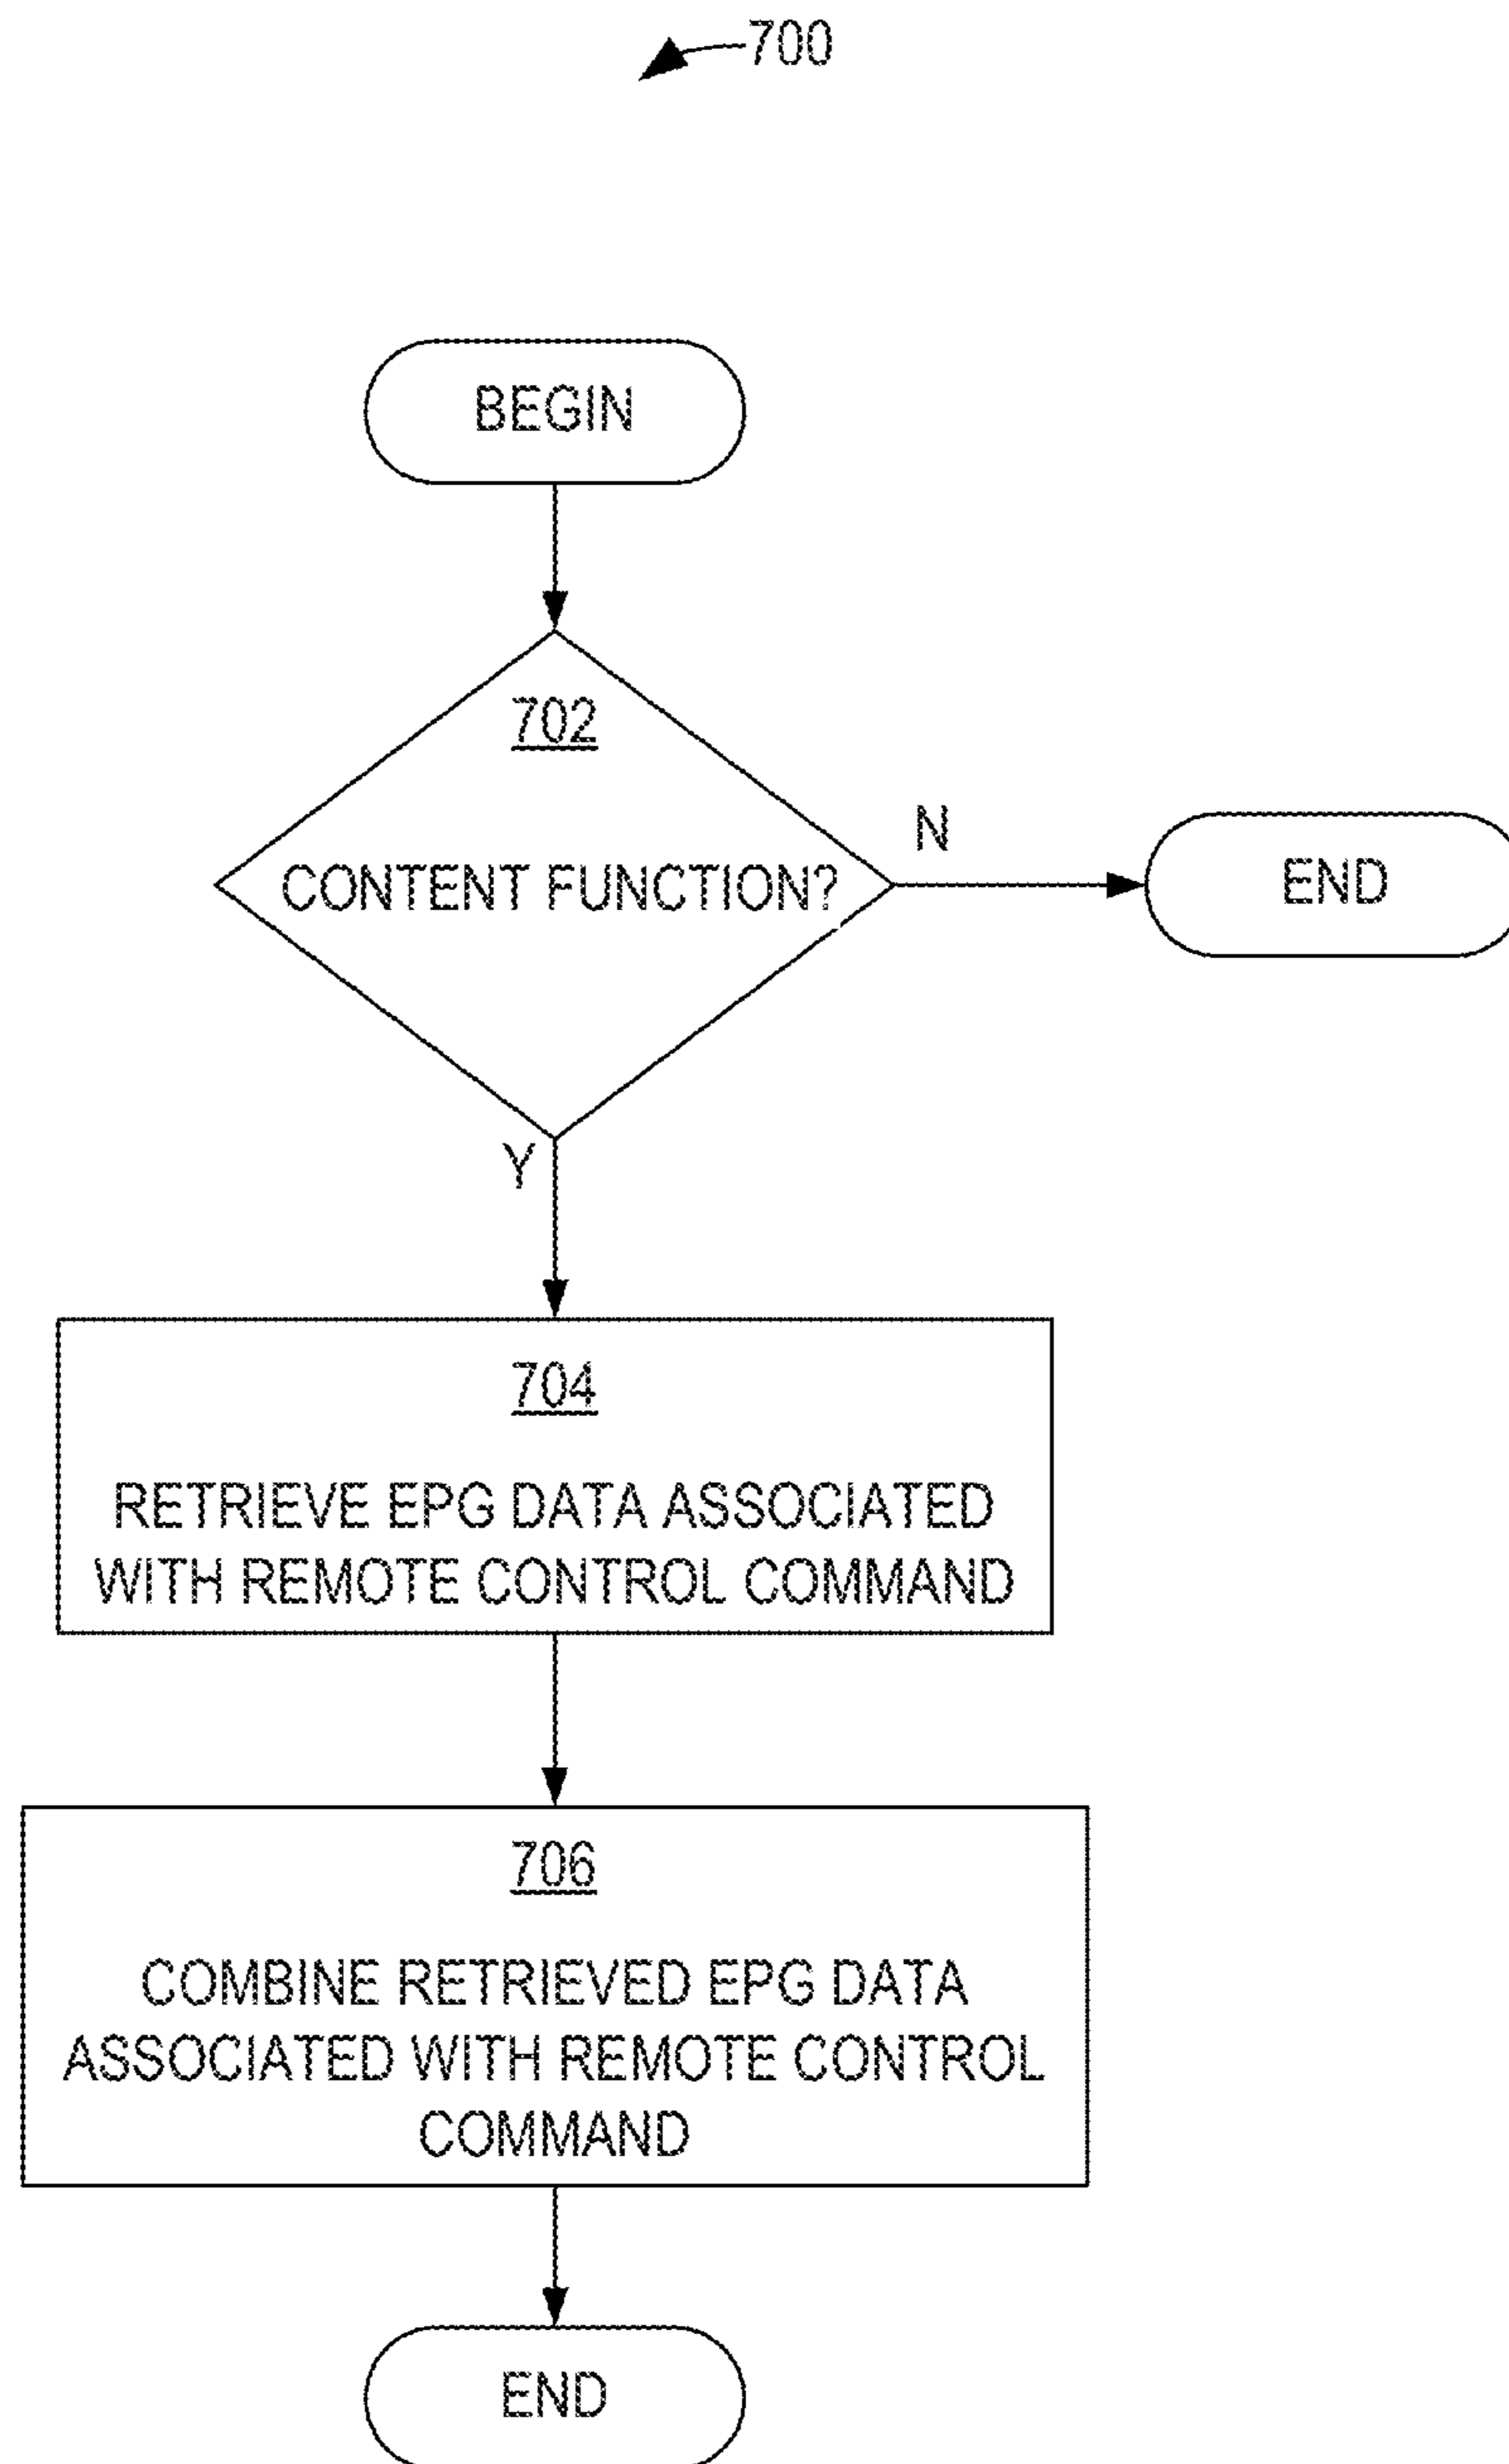 700
BEGIN
702
CONTENT FUNCTION?
N
END
Y
704
RETRIEVE EPG DATA ASSOCIATED
WITH REMOTE CONTROL COMMAND
706
COMBINE RETRIEVED EPG DATA
ASSOCIATED WITH REMOTE CONTROL
COMMAND
END